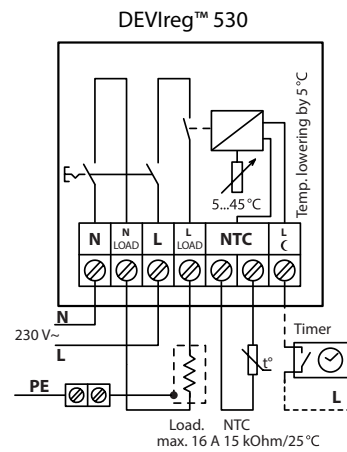 DEVIreg™ 530
Temp. lowering by 5 °C
5...45 °C
N
N
LOAD
L
L
LOAD
NTC
L
☾
N
230 V~
L
PE
Timer
t°
L
Load. NTC
max. 16 A 15 kOhm/25 °C